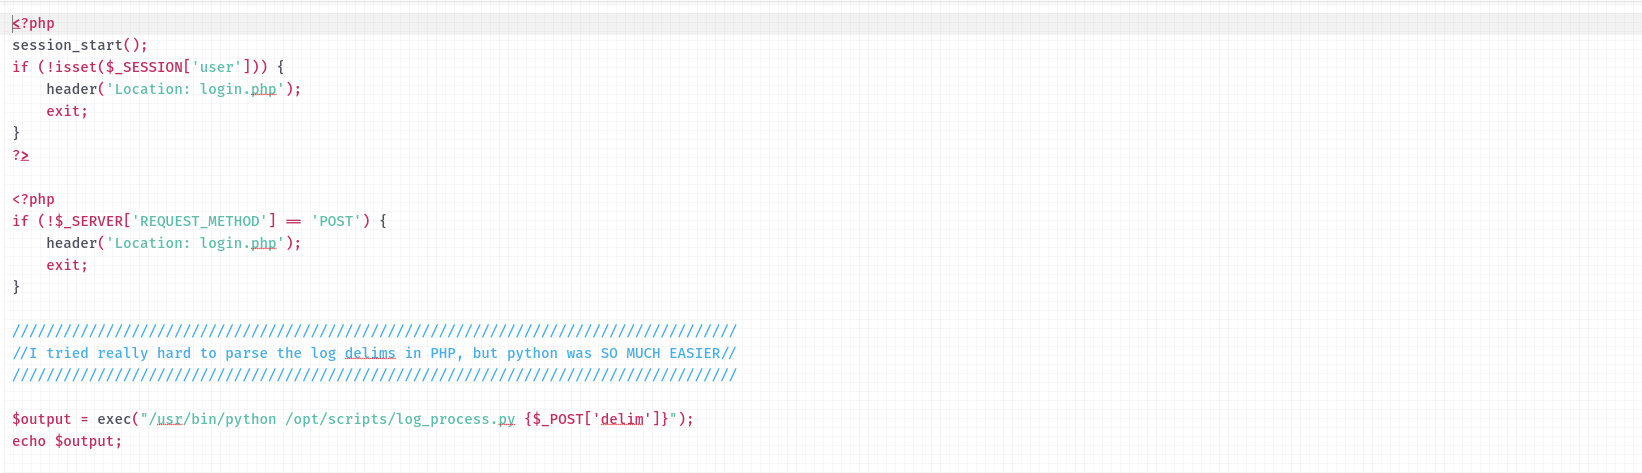 <?php
session_start();
if (!isset($_SESSION['user'])) {
    header('Location: login.php');
    exit;
}
?>

<?php
if (!$_SERVER['REQUEST_METHOD'] == 'POST') {
    header('Location: login.php');
    exit;
}

/////////////////////////////////////////////////////////////////////////////////////
//I tried really hard to parse the log delims in PHP, but python was SO MUCH EASIER//
/////////////////////////////////////////////////////////////////////////////////////

$output = exec("/usr/bin/python /opt/scripts/log_process.py {$_POST['delim']}");
echo $output;